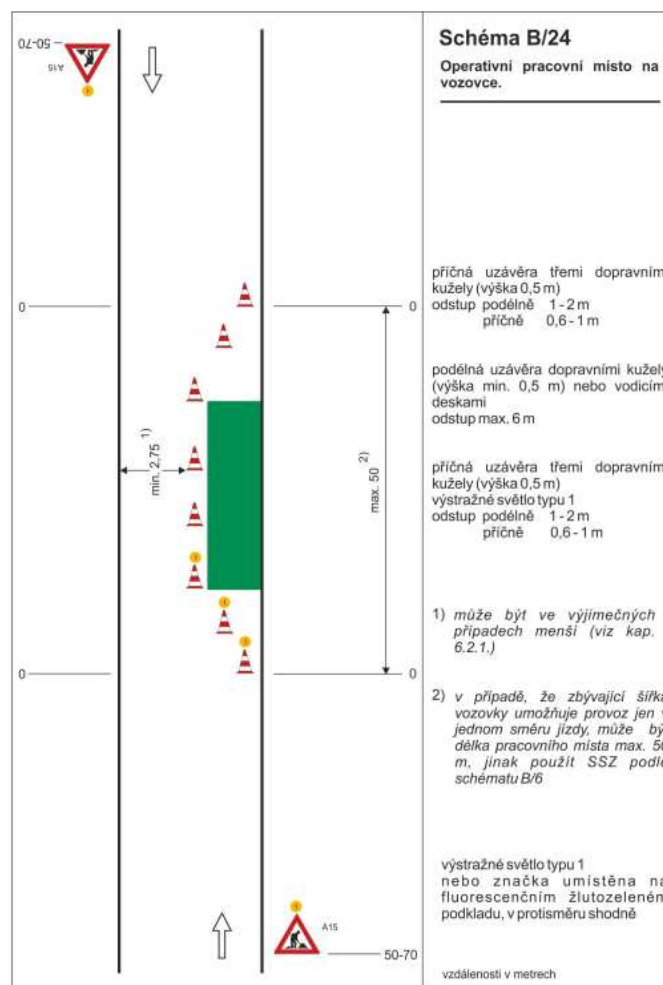 Schéma B/24
Operativní pracovní místo na
vozovce.
50-70
A15
příčná uzávěra třemi dopravním
kužely (výška 0,5 m)
odstup podélně 1 - 2 m
příčně 0,6 - 1 m
0
0
podélná uzávěra dopravními kužely
(výška min. 0,5 m) nebo vodicím
deskami
odstup max. 6 m
min. 2,75 1)
max. 50 2)
příčná uzávěra třemi dopravním
kužely (výška 0,5 m)
výstražné světlo typu 1
odstup podélně 1 - 2 m
příčně 0,6 - 1 m
1) může být ve výjimečných
případech menší (viz kap.
6.2.1.)
0
0
2) v případě, že zbývající šířka
vozovky umožňuje provoz jen v
jednom směru jízdy, může bý
délka pracovního místa max. 50
m, jinak použít SSZ podle
schématu B/6
výstražné světlo typu 1
nebo značka umístěna na
fluorescenčním žlutozeleném
podkladu, v protisměru shodně
A15
50-70
vzdálenosti v metrech